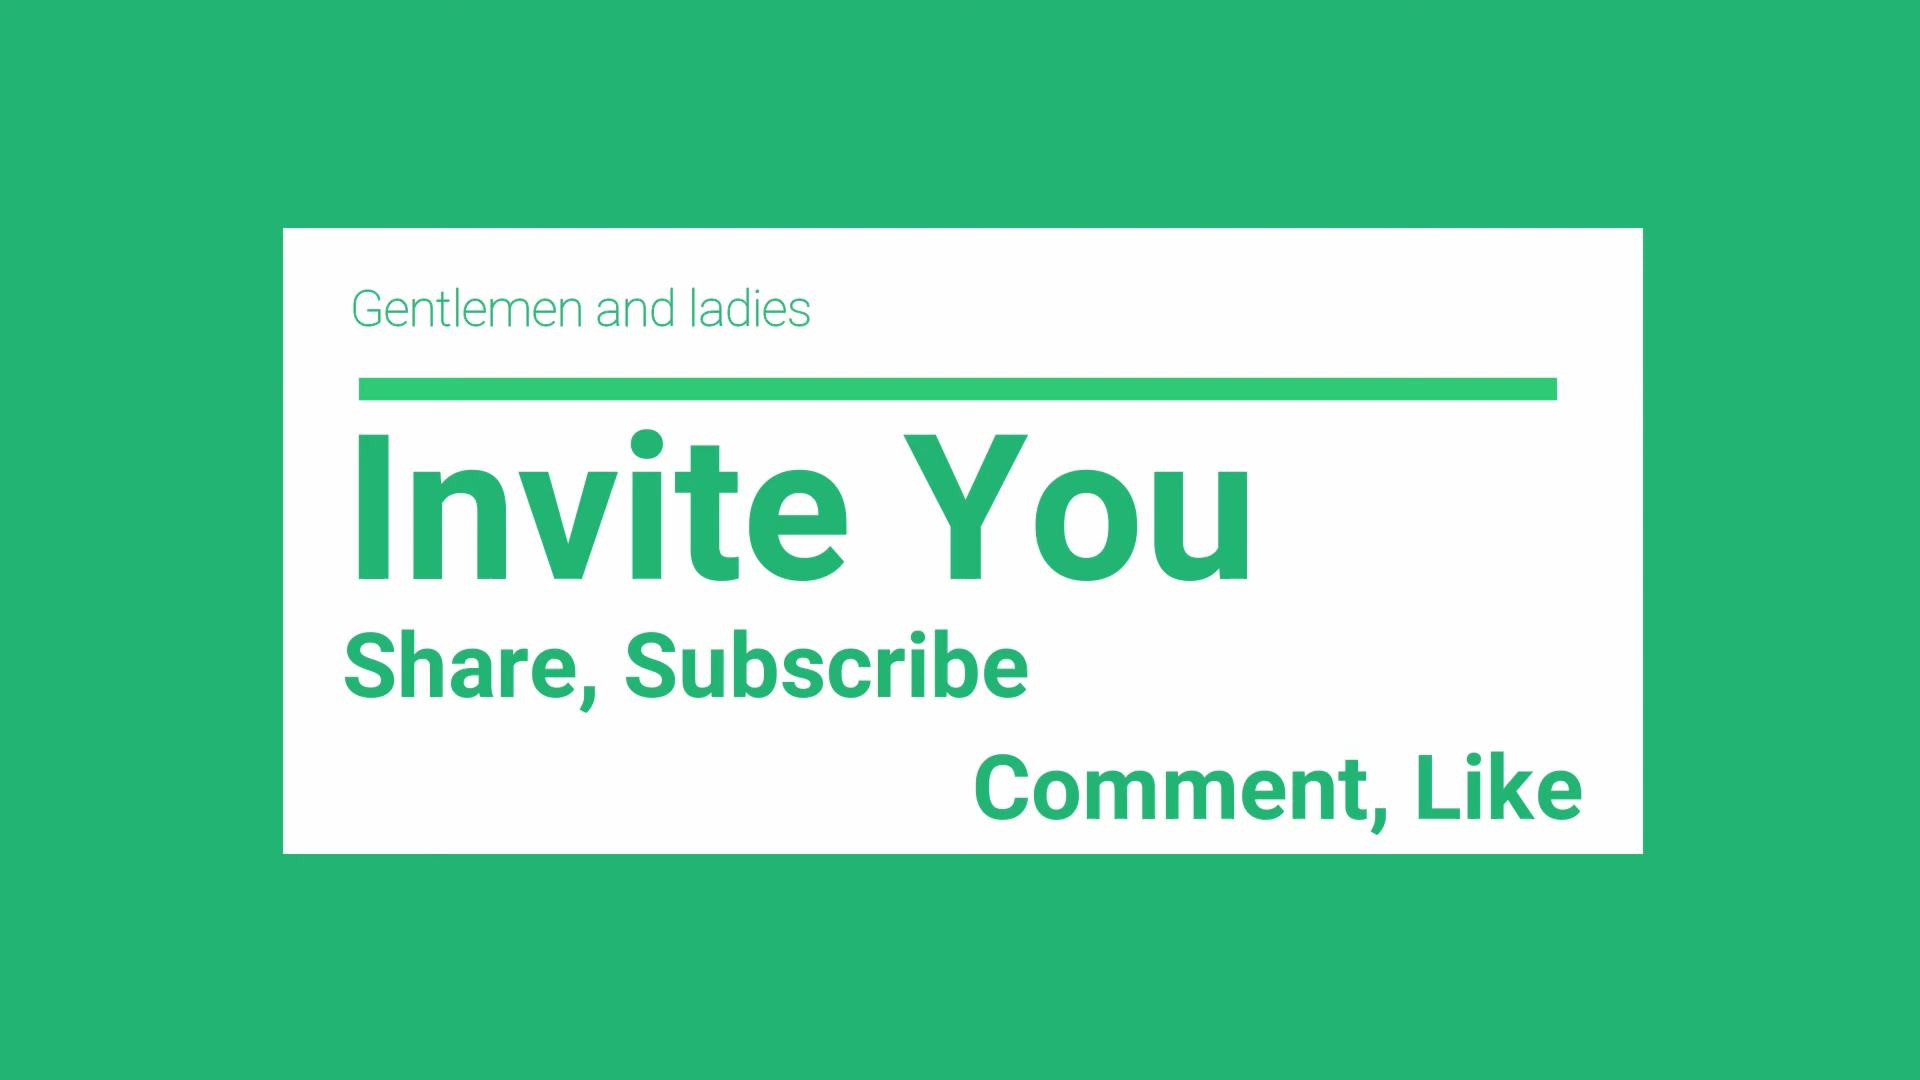 Gentlemen and ladies
Invite You
Share, Subscribe
Comment, Like